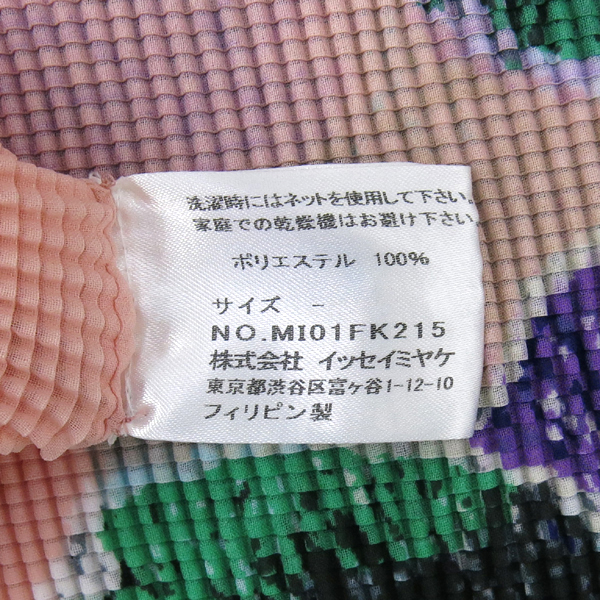 洗濯時にはネットを使用して下さい。
家庭での乾燥機はお避け下さい
ポリエステル 100%
サイズ -
NO.MI01FK215
株式会社 イッセイミヤケ
東京都渋谷区富ヶ谷1-12-10
フィリピン製